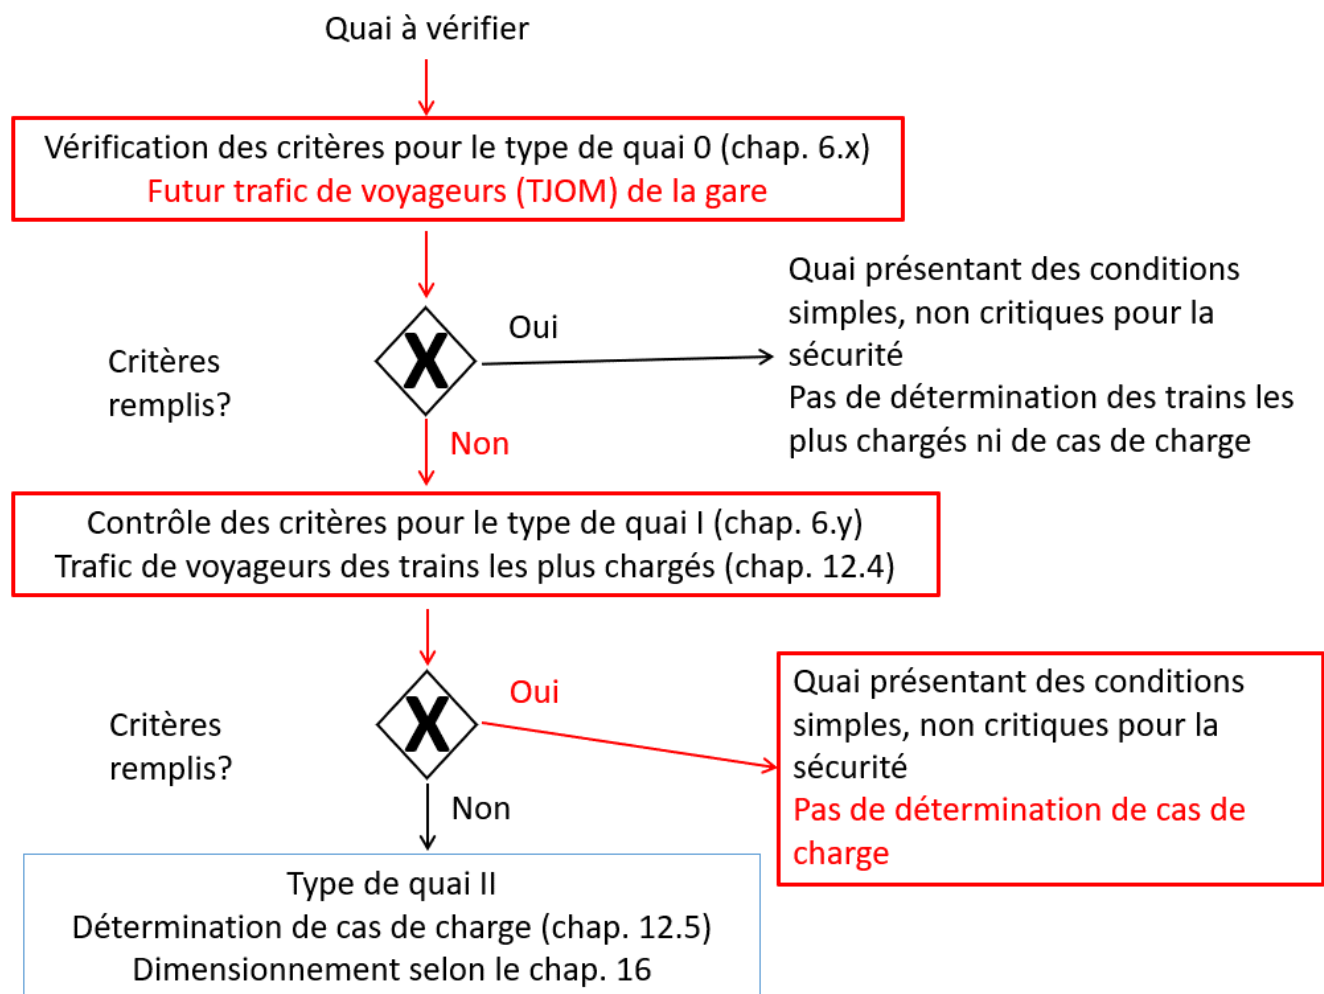 Quai à vérifier
Vérification des critères pour le type de quai 0 (chap. 6.x)
Futur trafic de voyageurs (TJOM) de la gare
Critères
remplis?
X
Oui
Quai présentant des conditions
simples, non critiques pour la
sécurité
Pas de détermination des trains les
plus chargés ni de cas de charge
Non
Contrôle des critères pour le type de quai I (chap. 6.y)
Trafic de voyageurs des trains les plus chargés (chap. 12.4)
Critères
remplis?
X
Oui
Quai présentant des conditions
simples, non critiques pour la
sécurité
Pas de détermination de cas de
charge
Non
Type de quai II
Détermination de cas de charge (chap. 12.5)
Dimensionnement selon le chap. 16